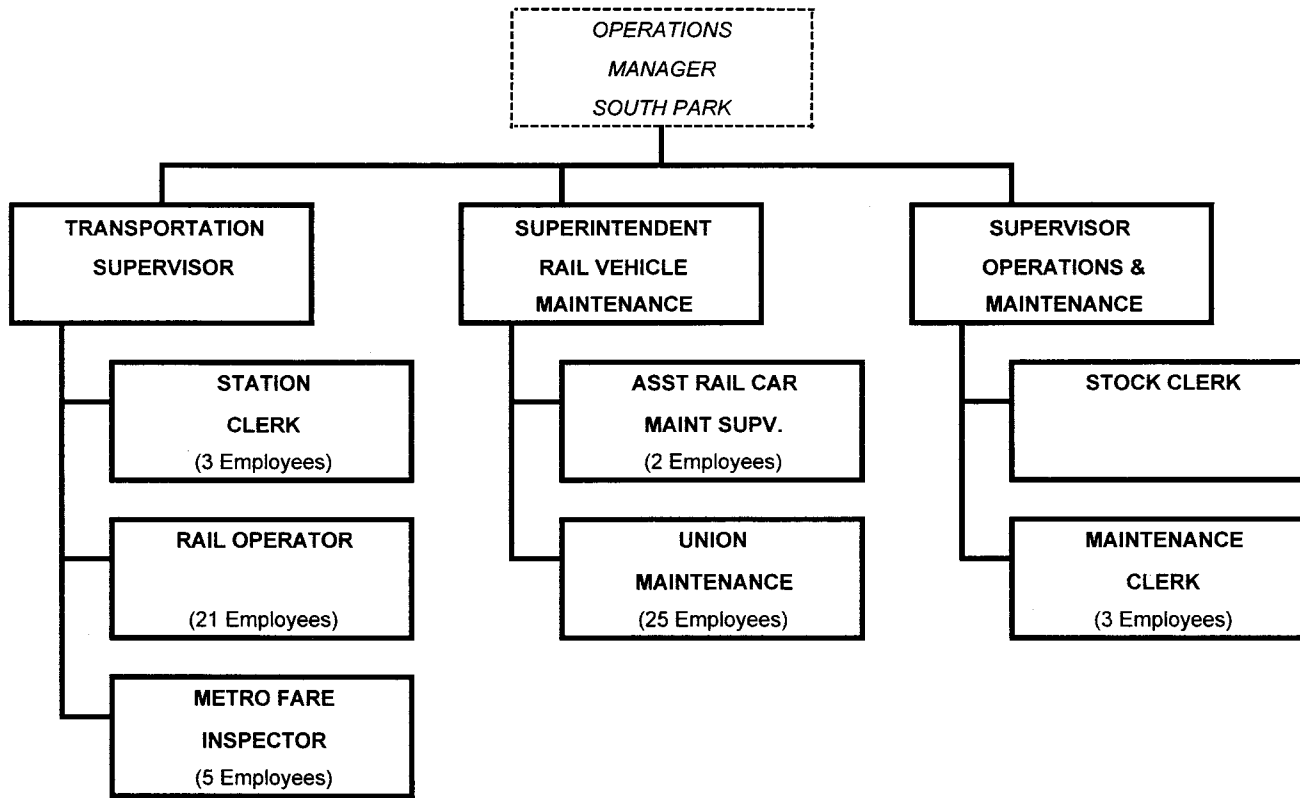 OPERATIONS
MANAGER
SOUTH PARK
TRANSPORTATION
SUPERVISOR
SUPERINTENDENT
RAIL VEHICLE
MAINTENANCE
SUPERVISOR
OPERATIONS &
MAINTENANCE
STATION
CLERK
(3 Employees)
ASST RAIL CAR
MAINT SUPV.
(2 Employees)
STOCK CLERK
RAIL OPERATOR
(21 Employees)
UNION
MAINTENANCE
(25 Employees)
MAINTENANCE
CLERK
(3 Employees)
METRO FARE
INSPECTOR
(5 Employees)